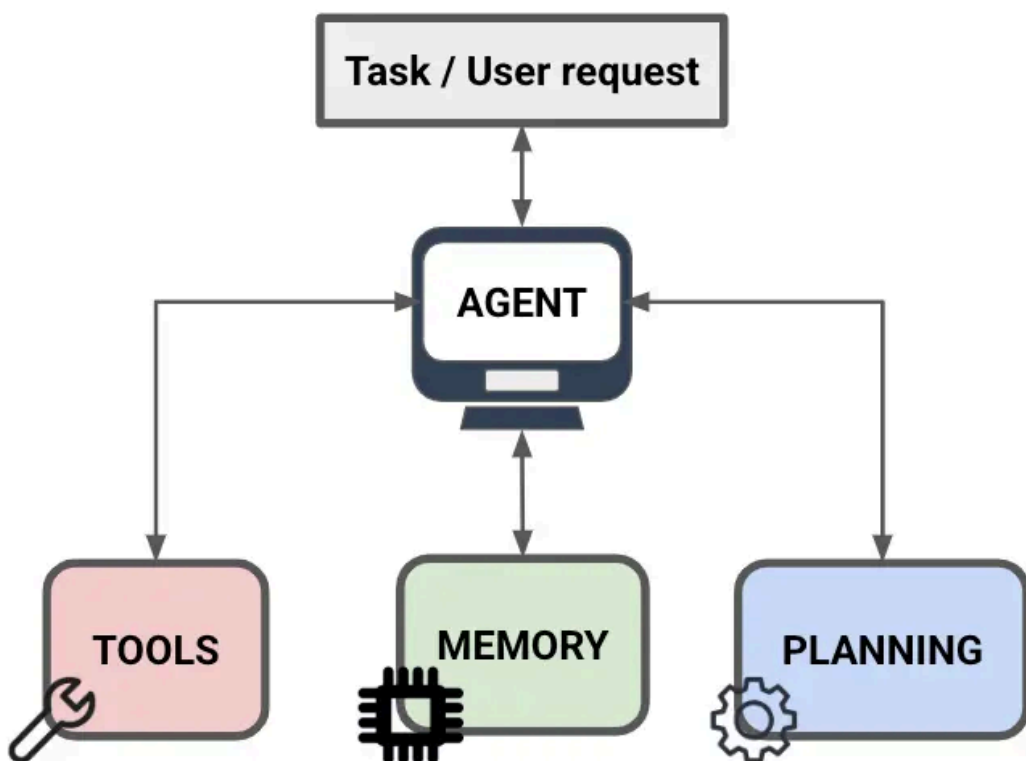 Task / User request
AGENT
TOOLS
MEMORY
PLANNING